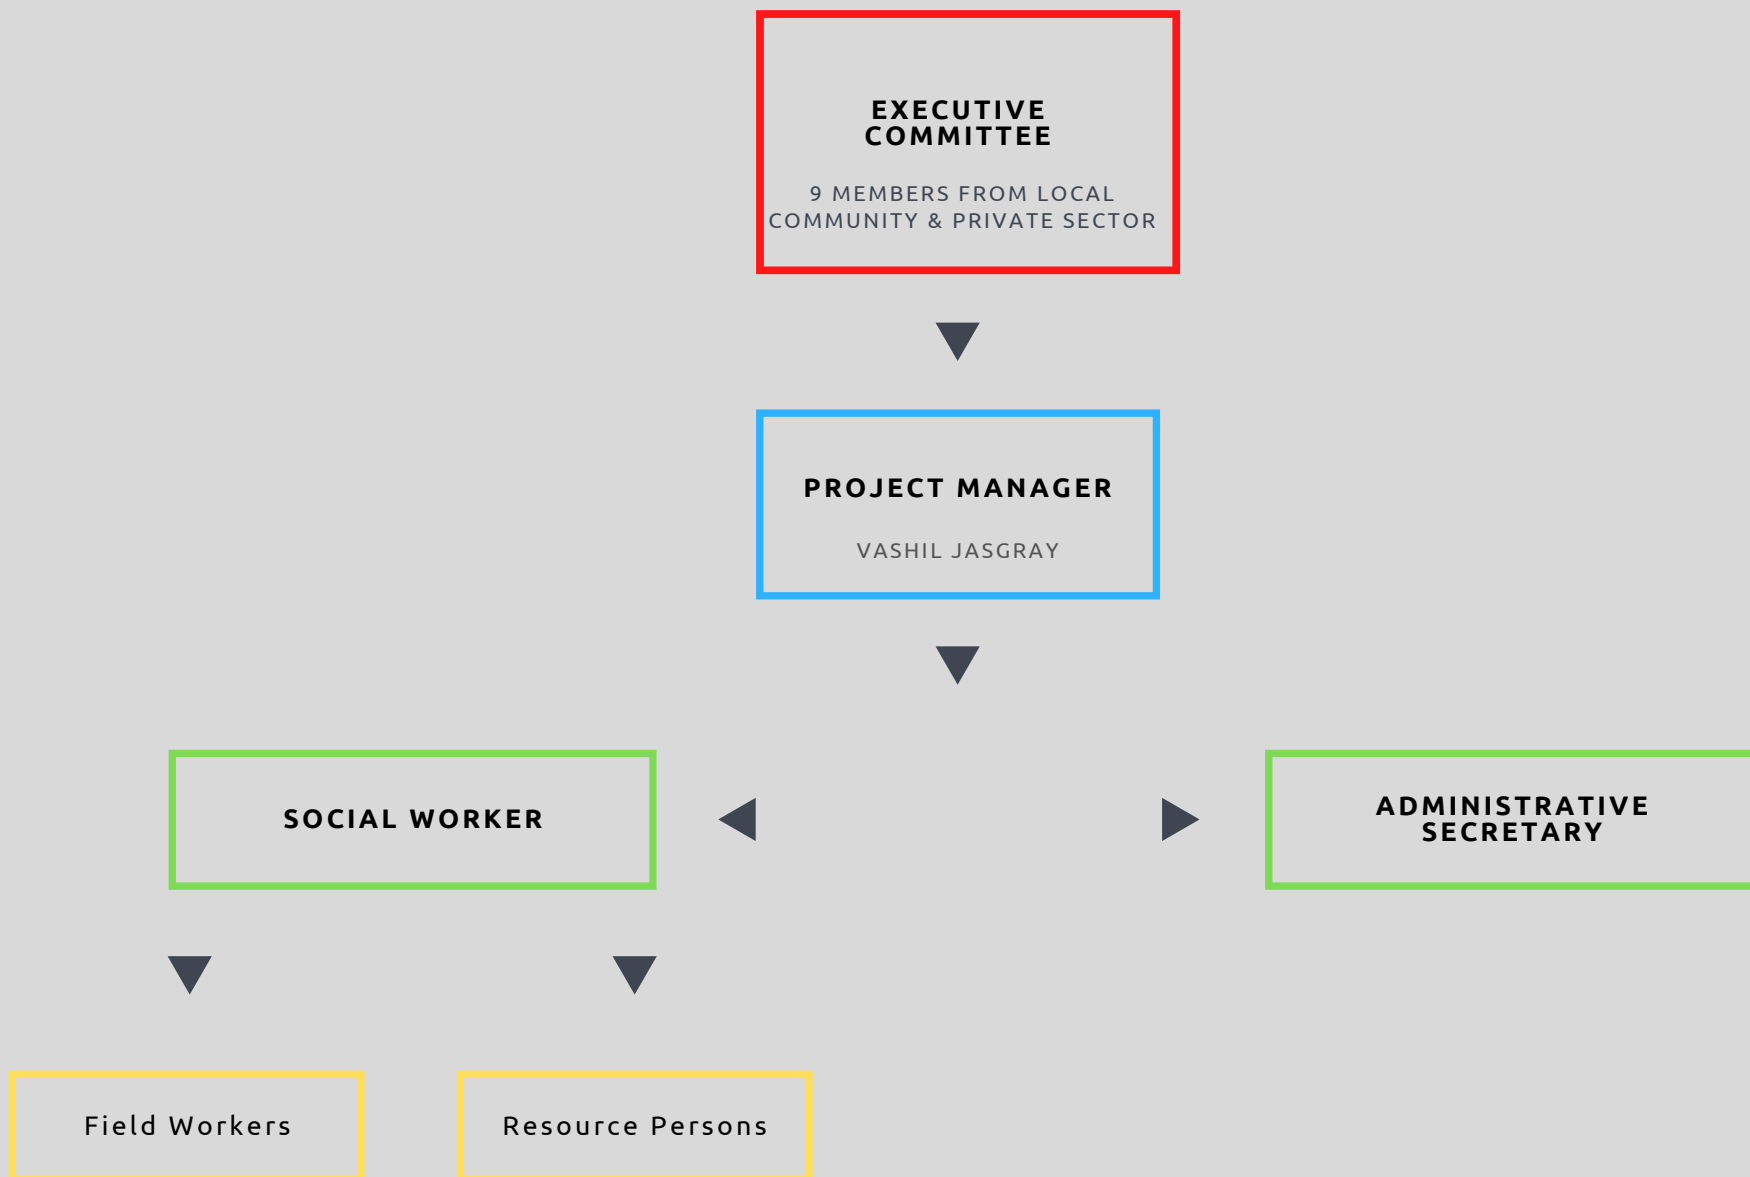 EXECUTIVE
COMMITTEE
9 MEMBERS FROM LOCAL
COMMUNITY & PRIVATE SECTOR
PROJECT MANAGER
VASHIL JASGRAY
SOCIAL WORKER
ADMINISTRATIVE
SECRETARY
Field Workers
Resource Persons